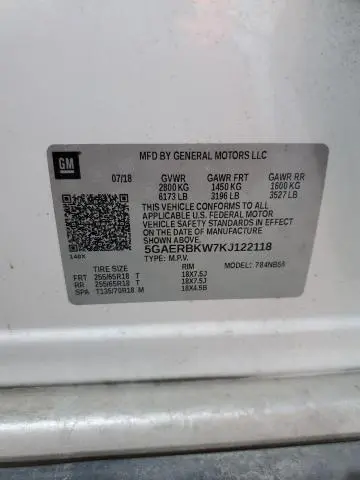 GM
MFD BY GENERAL MOTORS LLC
07/18 GVWR GAWR FRT GAWR RR
2800 KG 1450 KG 1600 KG
6173 LB 3196 LB 3527 LB
THIS VEHICLE CONFORMS TO ALL
APPLICABLE U.S. FEDERAL MOTOR
VEHICLE SAFETY STANDARDS IN EFFECT
ON THE DATE OF MANUFACTURE
SHOWN ABOVE.
5GAERBKW7KJ122118
148X TYPE: M.P.V. MODEL: 784NB56
TIRE SIZE RIM
FRT 255/65R18 T 18X7.5J
RR 255/65R18 T 18X7.5J
SPA T135/70R18 M 18X4.5B